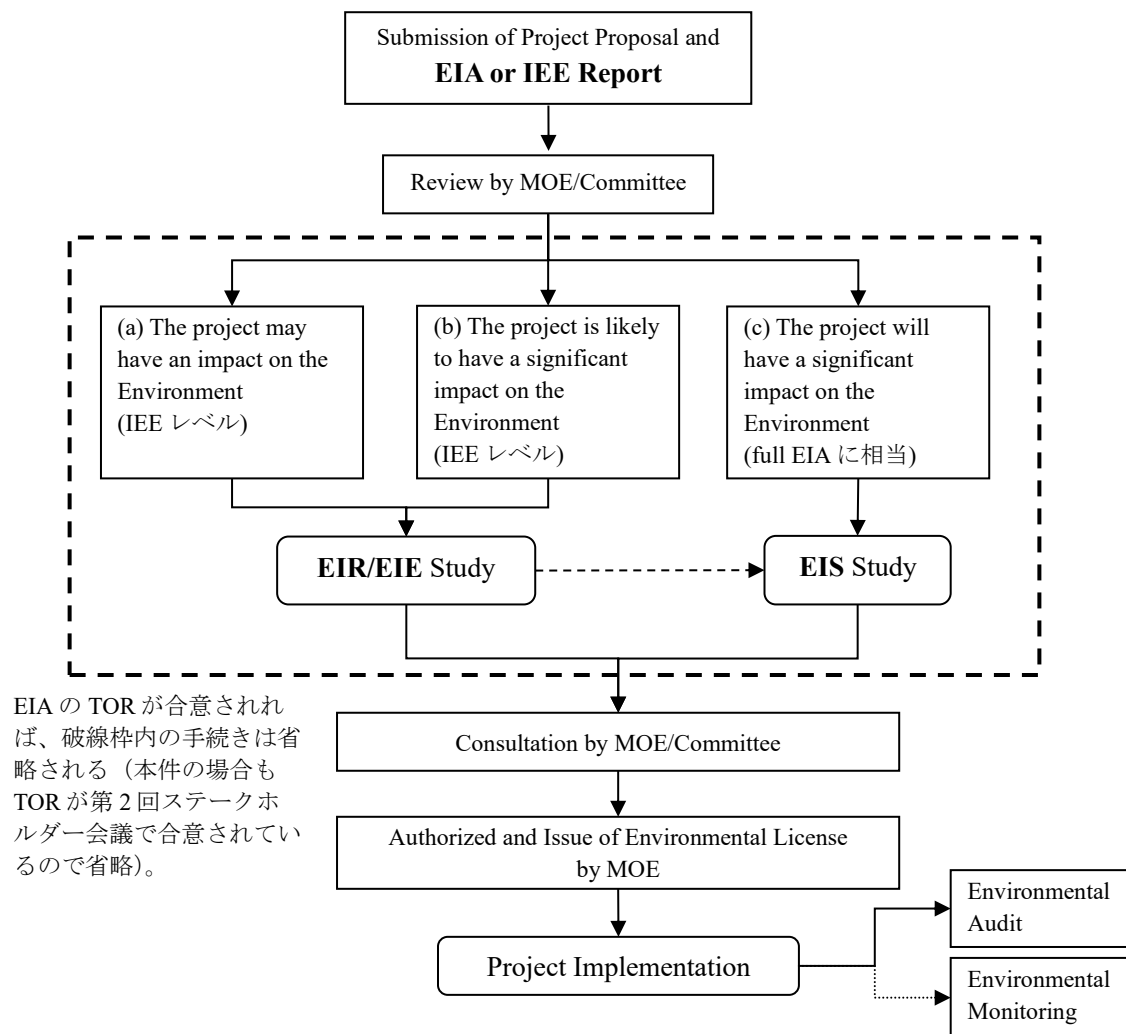 Submission of Project Proposal and
EIA or IEE Report
Review by MOE/Committee
(a) The project may
have an impact on the
Environment
(IEE レベル)
(b) The project is likely
to have a significant
impact on the
Environment
(IEE レベル)
(c) The project will
have a significant
impact on the
Environment
(full EIA に相当)
EIR/EIE Study
EIS Study
EIA の TOR が合意されれ
ば、破線枠内の手続きは省
略される（本件の場合も
TOR が第 2 回ステークホ
ルダー会議で合意されてい
るので省略)。
Consultation by MOE/Committee
Authorized and Issue of Environmental License
by MOE
Project Implementation
Environmental
Audit
Environmental
Monitoring